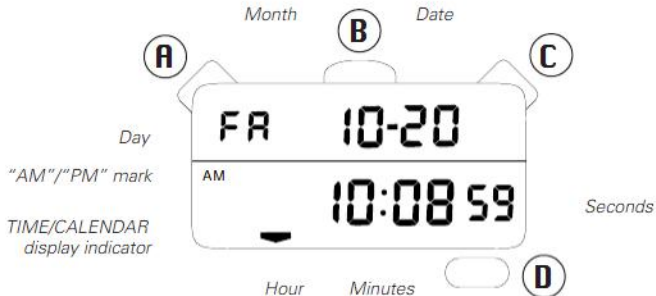 Month Date
A B C
Day FA 10-20
"AM"/"PM" mark AM
10:08 59 Seconds
TIME/CALENDAR
display indicator
Hour Minutes D